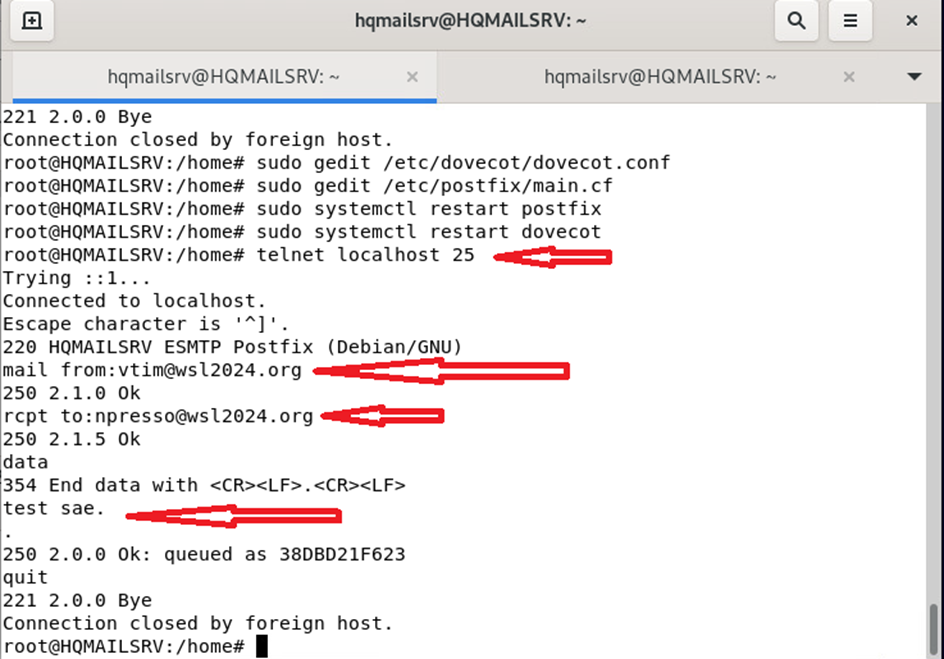 hqmailsrv@HQMAILSRV: ~
hqmailsrv@HQMAILSRV: ~
hqmailsrv@HQMAILSRV: ~
221 2.0.0 Bye
Connection closed by foreign host.
root@HQMAILSRV:/home# sudo gedit /etc/dovecot/dovecot.conf
root@HQMAILSRV:/home# sudo gedit /etc/postfix/main.cf
root@HQMAILSRV:/home# sudo systemctl restart postfix
root@HQMAILSRV:/home# sudo systemctl restart dovecot
root@HQMAILSRV:/home# telnet localhost 25
Trying ::1...
Connected to localhost.
Escape character is '^]'.
220 HQMAILSRV ESMTP Postfix (Debian/GNU)
mail from:vtim@wsl2024.org
250 2.1.0 Ok
rcpt to:npresso@wsl2024.org
250 2.1.5 Ok
data
354 End data with <CR><LF>.<CR><LF>
test sae.
.
250 2.0.0 Ok: queued as 38DBD21F623
quit
221 2.0.0 Bye
Connection closed by foreign host.
root@HQMAILSRV:/home#